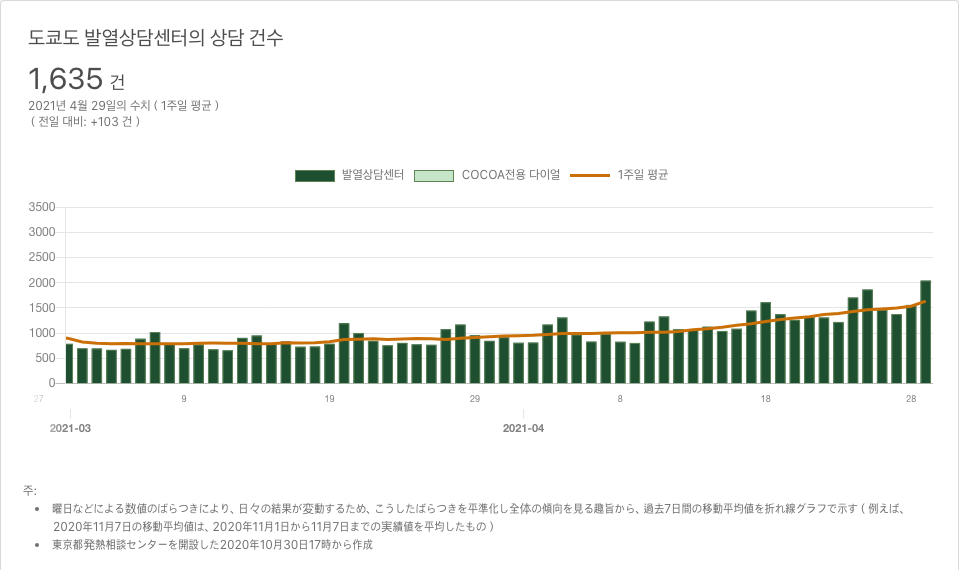 도쿄도 발열상담센터의 상담 건수
1,635 건
2021년 4월 29일의 수치 ( 1주일 평균 )
( 전일 대비: +103 건 )
발열상담센터 COCOA전용 다이얼 1주일 평균
3500
3000
2500
2000
1500
1000
500
0
27 9 19 29 8 18 28
2021-03 2021-04
주:
• 曜日などによる数値のばらつきにより、日々の結果が変動するため、こうしたばらつきを平準化し全体の傾向を見る趣旨から、過去7日間の移動平均値を折れ線グラフで示す ( 例えば、
2020年11月7日の移動平均値は、2020年11月1日から11月7日までの実績値を平均したもの )
• 東京都発熱相談センターを開設した2020年10月30日17時から作成